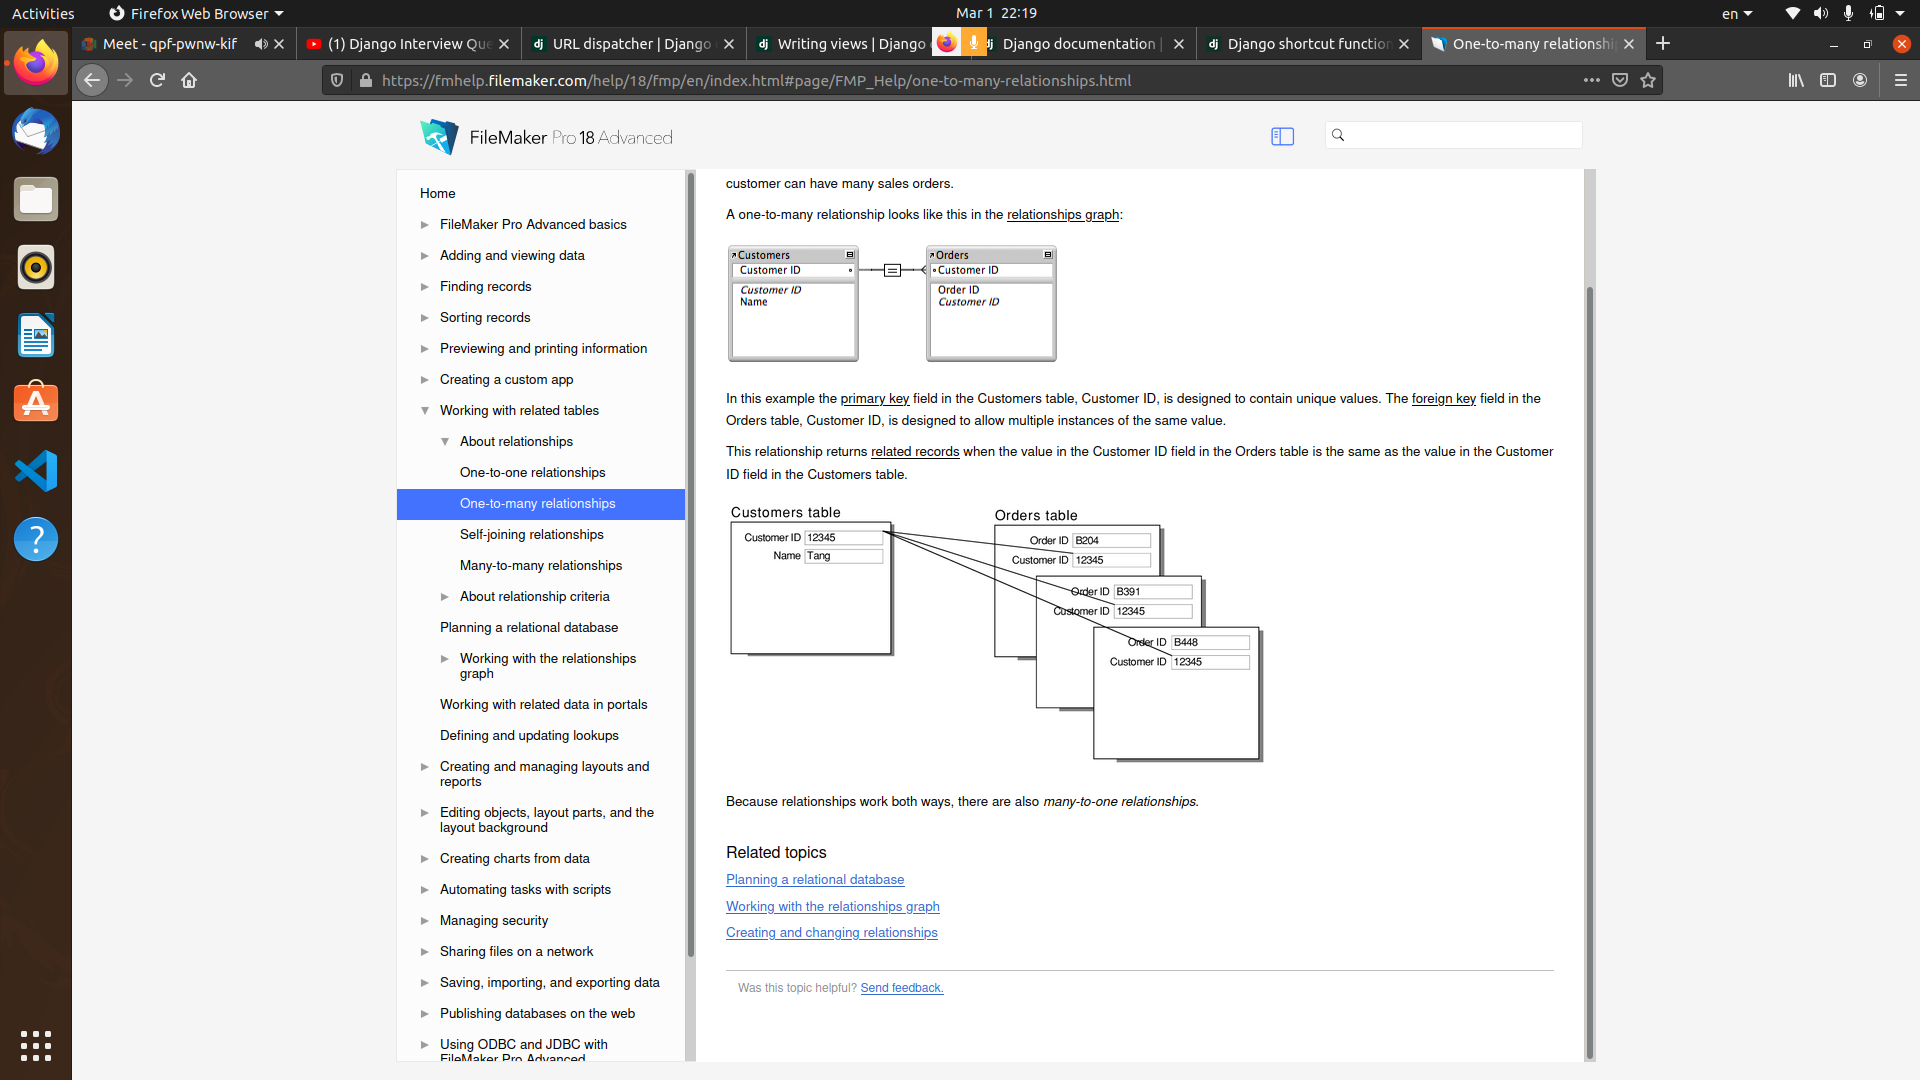 Activities
Firefox Web Browser
Mar 1  22:19
en
Meet - qpf-pwnw-kif
(1) Django Interview Que
URL dispatcher | Django
Writing views | Django
Django documentation |
Django shortcut function
One-to-many relationshi
https://fmhelp.filemaker.com/help/18/fmp/en/index.html#page/FMP_Help/one-to-many-relationships.html
FileMaker Pro 18 Advanced
Home
FileMaker Pro Advanced basics
Adding and viewing data
Finding records
Sorting records
Previewing and printing information
Creating a custom app
Working with related tables
About relationships
One-to-one relationships
One-to-many relationships
Self-joining relationships
Many-to-many relationships
About relationship criteria
Planning a relational database
Working with the relationships
graph
Working with related data in portals
Defining and updating lookups
Creating and managing layouts and
reports
Editing objects, layout parts, and the
layout background
Creating charts from data
Automating tasks with scripts
Managing security
Sharing files on a network
Saving, importing, and exporting data
Publishing databases on the web
Using ODBC and JDBC with
FileMaker Pro Advanced
customer can have many sales orders.
A one-to-many relationship looks like this in the relationships graph:
Customers
Customer ID
Customer ID
Name
Orders
Customer ID
Order ID
Customer ID
In this example the primary key field in the Customers table, Customer ID, is designed to contain unique values. The foreign key field in the
Orders table, Customer ID, is designed to allow multiple instances of the same value.
This relationship returns related records when the value in the Customer ID field in the Orders table is the same as the value in the Customer
ID field in the Customers table.
Customers table
Customer ID 12345
Name Tang
Orders table
Order ID B204
Customer ID 12345
Order ID B391
Customer ID 12345
Order ID B448
Customer ID 12345
Because relationships work both ways, there are also many-to-one relationships.
Related topics
Planning a relational database
Working with the relationships graph
Creating and changing relationships
Was this topic helpful? Send feedback.